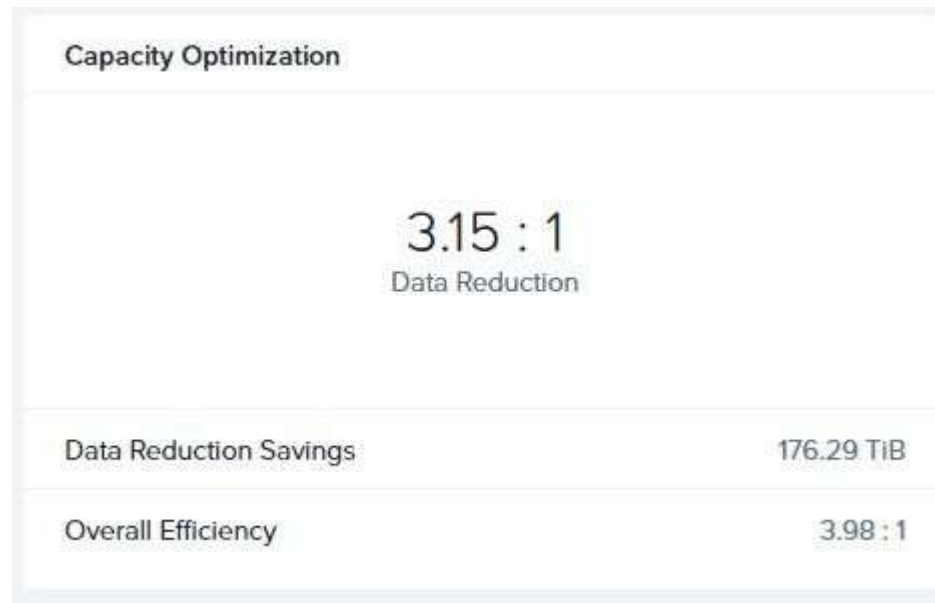 Capacity Optimization
3.15 : 1
Data Reduction
Data Reduction Savings 176.29 TiB
Overall Efficiency 3.98 : 1